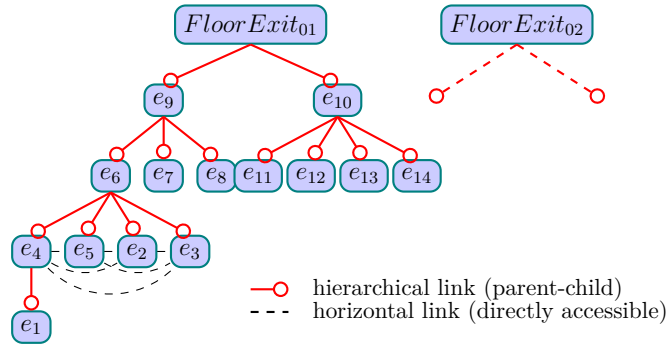 FloorExit₀₁ FloorExit₀₂
e₉ e₁₀
e₆ e₇ e₈ e₁₁ e₁₂ e₁₃ e₁₄
e₄ e₅ e₂ e₃
hierarchical link (parent-child)
horizontal link (directly accessible)
e₁